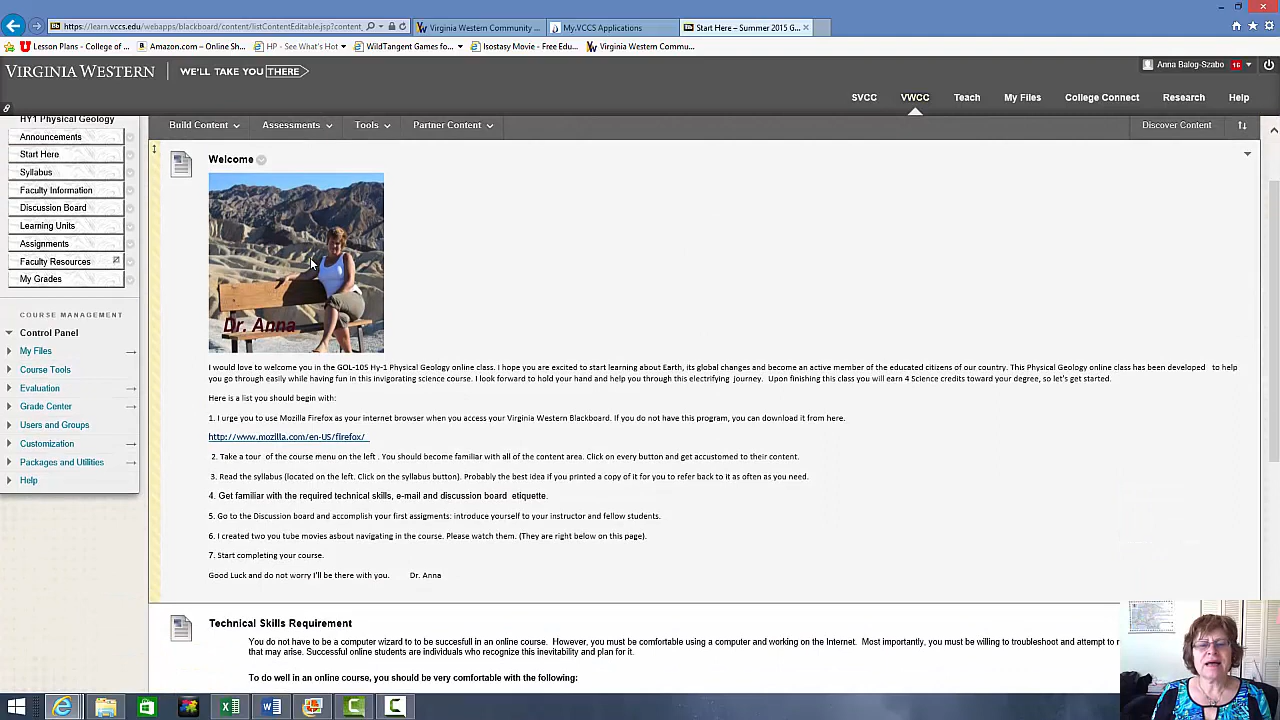 https://learn.vccs.edu/webapps/blackboard/content/listContentEditable.jsp?content_
Virginia Western Community ...
My.VCCS Applications
Start Here – Summer 2015 G...
Lesson Plans - College of ...
Amazon.com – Online Sh...
HP - See What's Hot
WildTangent Games fo...
Isostasy Movie - Free Edu...
Virginia Western Commu...
VIRGINIA WESTERN
WE'LL TAKE YOU THERE
Anna Balog-Szabo
16
SVCC
VWCC
Teach
My Files
College Connect
Research
Help
HY1 Physical Geology
Announcements
Start Here
Syllabus
Faculty Information
Discussion Board
Learning Units
Assignments
Faculty Resources
My Grades
COURSE MANAGEMENT
Control Panel
My Files
Course Tools
Evaluation
Grade Center
Users and Groups
Customization
Packages and Utilities
Help
Build Content
Assessments
Tools
Partner Content
Discover Content
Welcome
Dr. Anna
I would love to welcome you in the GOL-105 Hy-1 Physical Geology online class. I hope you are excited to start learning about Earth, its global changes and become an active member of the educated citizens of our country. This Physical Geology online class has been developed to help
you go through easily while having fun in this invigorating science course. I look forward to hold your hand and help you through this electrifying journey. Upon finishing this class you will earn 4 Science credits toward your degree, so let's get started.
Here is a list you should begin with:
1. I urge you to use Mozilla Firefox as your internet browser when you access your Virginia Western Blackboard. If you do not have this program, you can download it from here.
http://www.mozilla.com/en-US/firefox/
2. Take a tour of the course menu on the left . You should become familiar with all of the content area. Click on every button and get accustomed to their content.
3. Read the syllabus (located on the left. Click on the syllabus button). Probably the best idea if you printed a copy of it for you to refer back to it as often as you need.
4. Get familiar with the required technical skills, e-mail and discussion board etiquette.
5. Go to the Discussion board and accomplish your first assigments: introduce yourself to your instructor and fellow students.
6. I created two you tube movies asbout navigating in the course. Please watch them. (They are right below on this page).
7. Start completing your course.
Good Luck and do not worry I'll be there with you. Dr. Anna
Technical Skills Requirement
You do not have to be a computer wizard to to be successful in an online course. However, you must be comfortable using a computer and working on the Internet. Most importantly, you must be willing to troubleshoot and attempt to r
that may arise. Successful online students are individuals who recognize this inevitability and plan for it.
To do well in an online course, you should be very comfortable with the following: